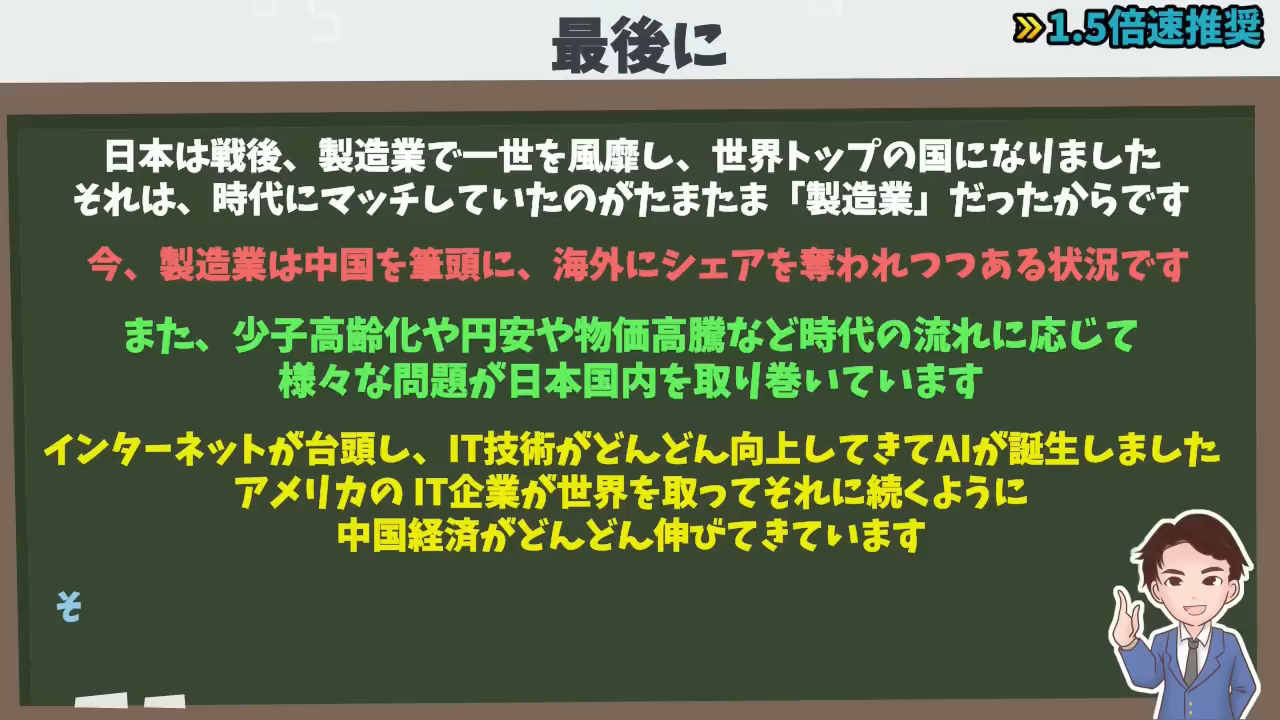 最後に
1.5倍速推奨
日本は戦後、製造業で一世を風靡し、世界トップの国になりました
それは、時代にマッチしていたのがたまたま「製造業」だったからです
今、製造業は中国を筆頭に、海外にシェアを奪われつつある状況です
また、少子高齢化や円安や物価高騰など時代の流れに応じて
様々な問題が日本国内を取り巻いています
インターネットが台頭し、IT技術がどんどん向上してきてAIが誕生しました
アメリカのIT企業が世界を取ってそれに続くように
中国経済がどんどん伸びてきています
そ